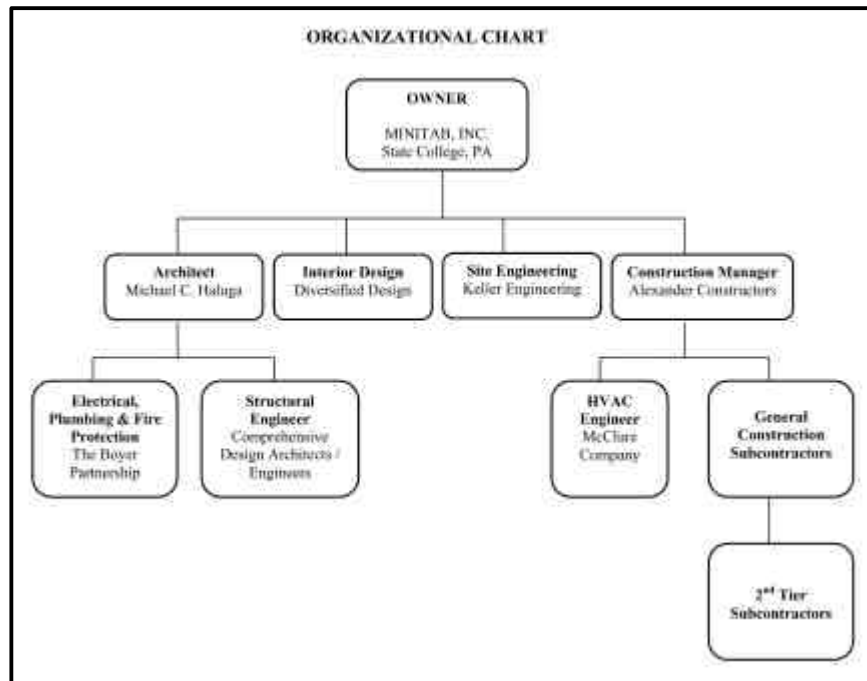 ORGANIZATIONAL CHART
OWNER
MINITAB, INC.
State College, PA
Architect
Michael C. Haluga
Interior Design
Diversified Design
Site Engineering
Keller Engineering
Construction Manager
Alexander Constructors
Electrical,
Plumbing & Fire
Protection
The Boyer
Partnership
Structural
Engineer
Comprehensive
Design Architects /
Engineers
HVAC
Engineer
McClure
Company
General
Construction
Subcontractors
2nd Tier
Subcontractors